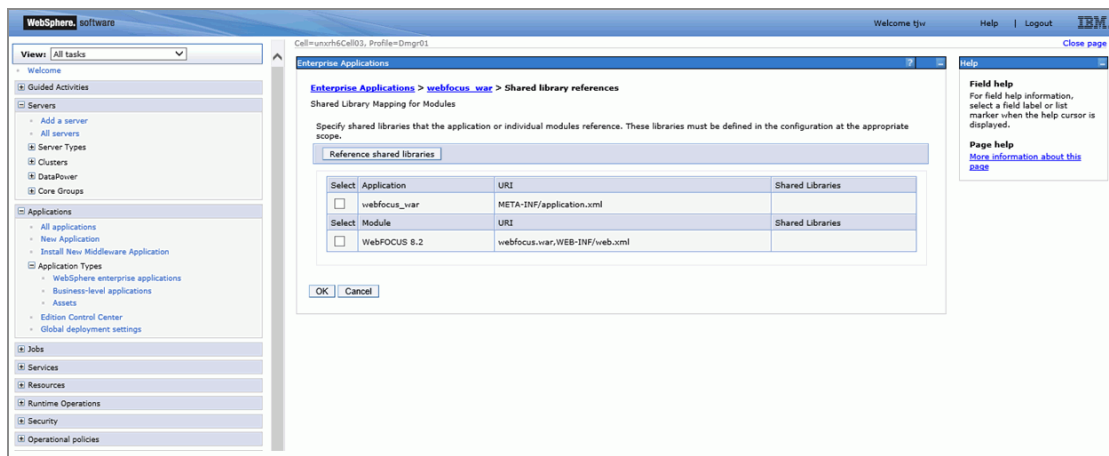 WebSphere. software
Welcome tjw
Help | Logout
IBM
View: All tasks
Welcome
Guided Activities
Servers
Add a server
All servers
Server Types
Clusters
DataPower
Core Groups
Applications
All applications
New Application
Install New Middleware Application
Application Types
WebSphere enterprise applications
Business-level applications
Assets
Edition Control Center
Global deployment settings
Jobs
Services
Resources
Runtime Operations
Security
Operational policies
Cell=unxrh6Cell03, Profile=Dmgr01
Close page
Enterprise Applications
?
Enterprise Applications > webfocus_war > Shared library references
Shared Library Mapping for Modules
Specify shared libraries that the application or individual modules reference. These libraries must be defined in the configuration at the appropriate
scope.
Reference shared libraries
Select Application URI Shared Libraries
webfocus_war META-INF/application.xml
Select Module URI Shared Libraries
WebFOCUS 8.2 webfocus.war,WEB-INF/web.xml
OK Cancel
Help
Field help
For field help information,
select a field label or list
marker when the help cursor is
displayed.
Page help
More information about this
page